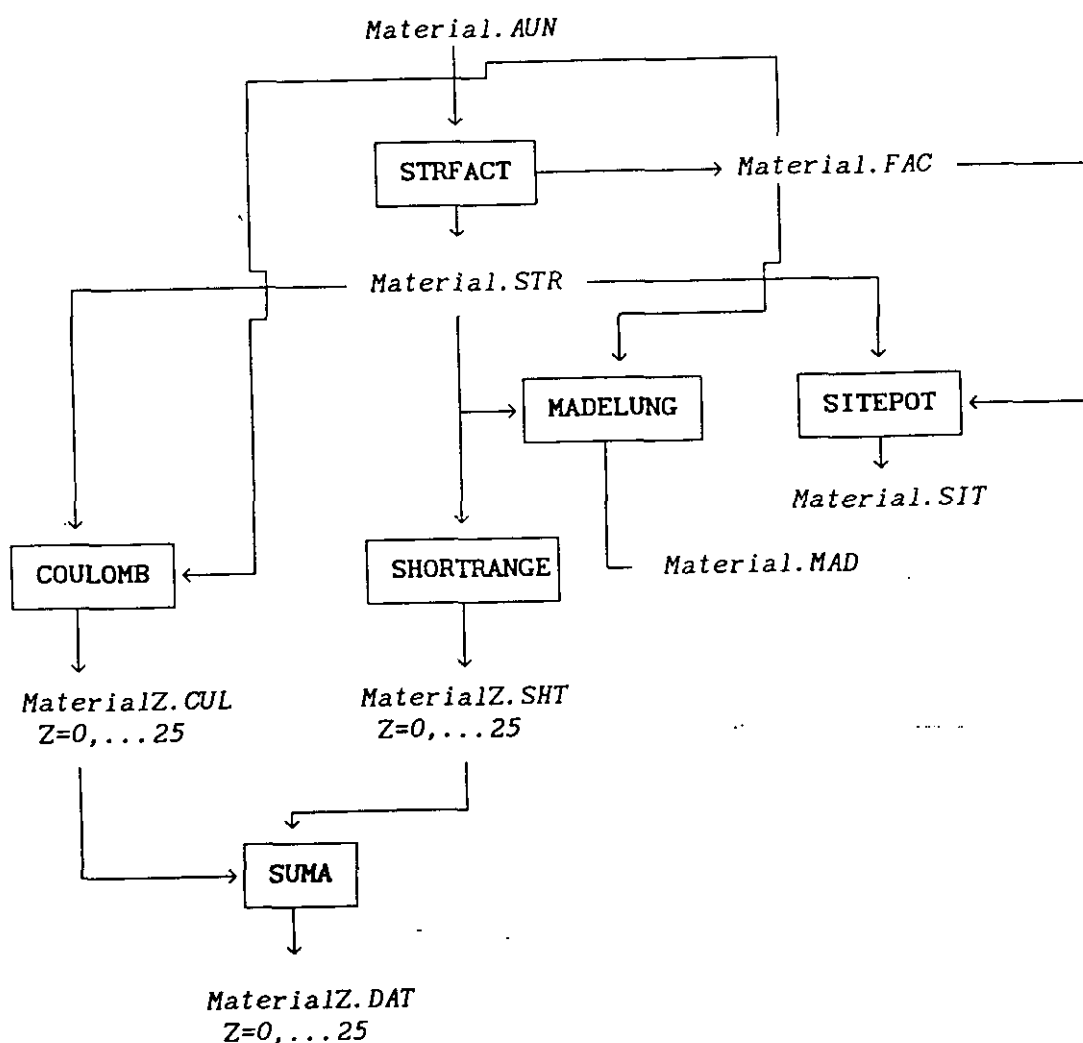 Material.AUN
STRFACT
Material.FAC
Material.STR
MADELUNG
SITEPOT
Material.SIT
COULOMB
SHORTRANGE
Material.MAD
MaterialZ.CUL
Z=0,...25
MaterialZ.SHT
Z=0,...25
SUMA
MaterialZ.DAT
Z=0,...25